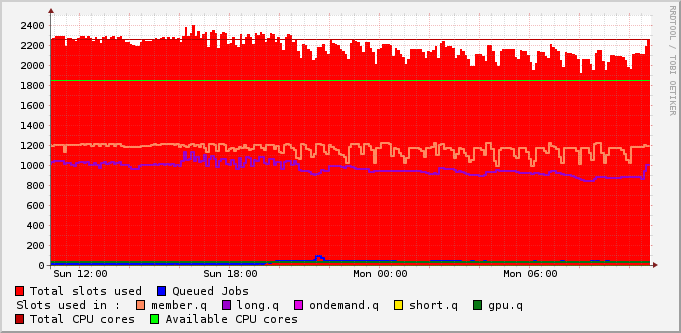 2400
2200
2000
1800
1600
1400
1200
1000
800
600
400
200
0
Sun 12:00 Sun 18:00 Mon 00:00 Mon 06:00
Total slots used Queued Jobs
Slots used in : member.q long.q ondemand.q short.q gpu.q
Total CPU cores Available CPU cores
RRDTOOL / TOBI OETIKER